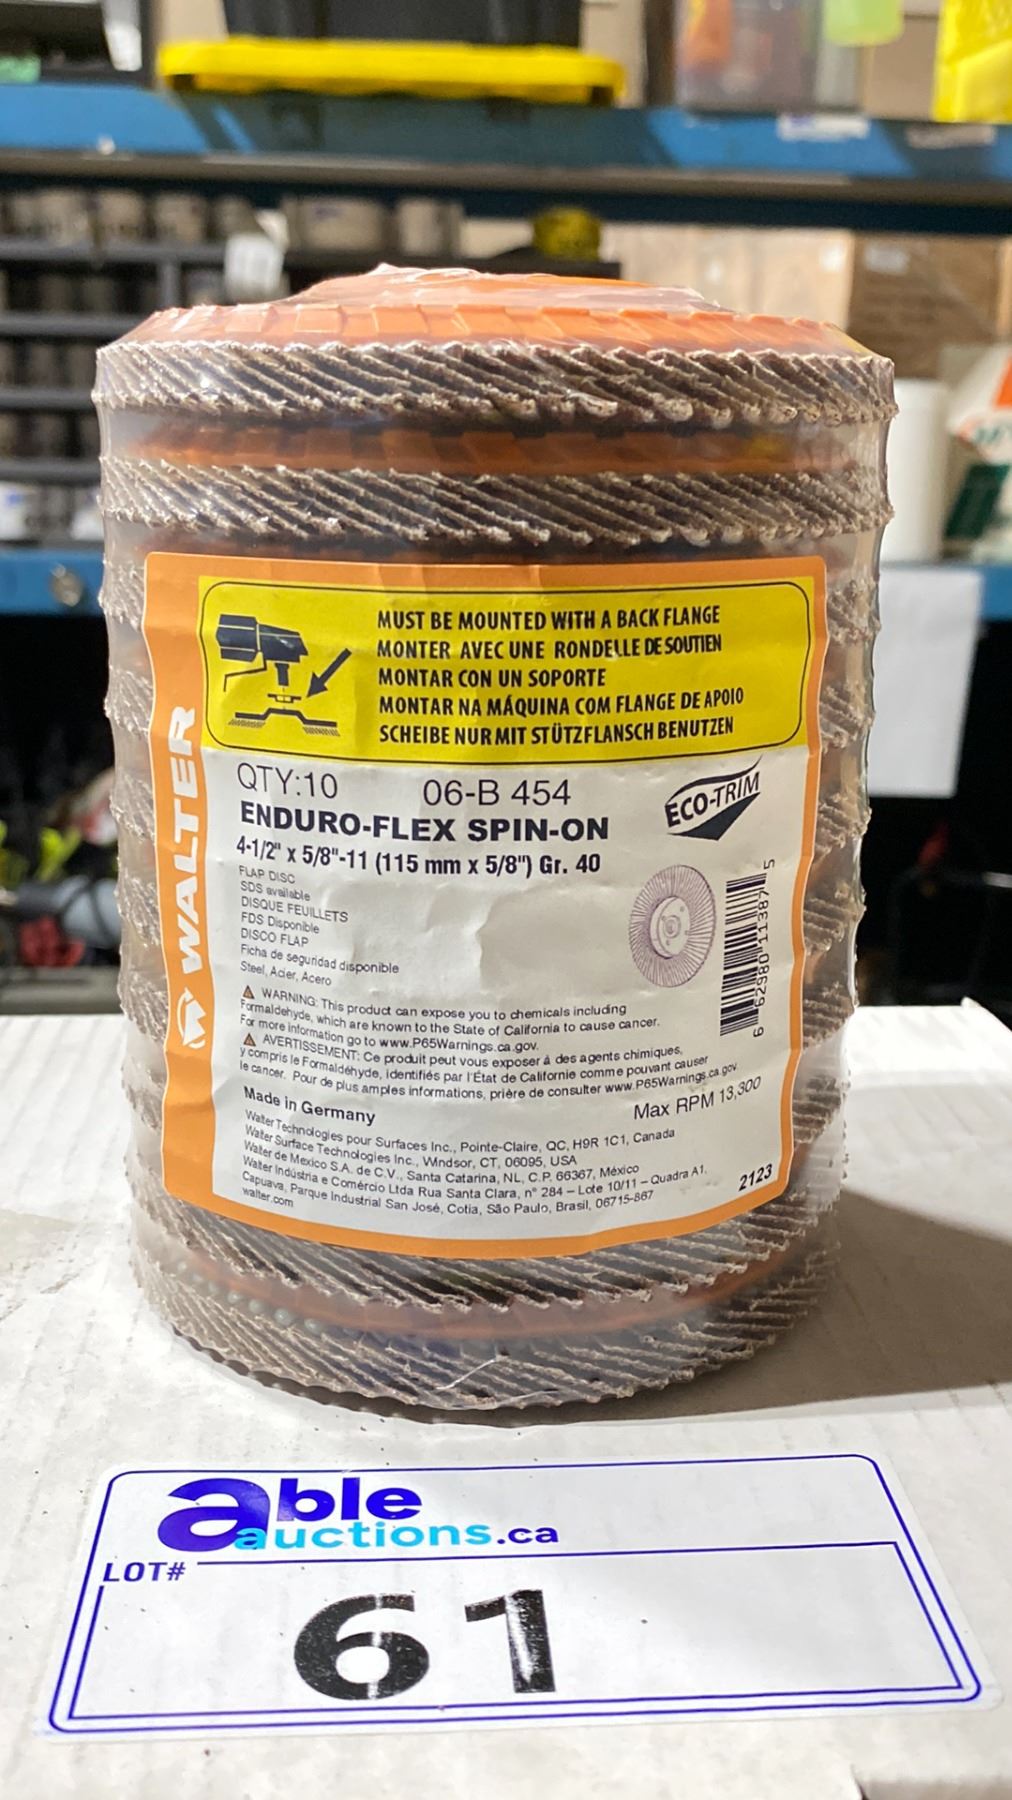 MUST BE MOUNTED WITH A BACK FLANGE
MONTER AVEC UNE RONDELLE DE SOUTIEN
MONTAR CON UN SOPORTE
MONTAR NA MÁQUINA COM FLANGE DE APOIO
SCHEIBE NUR MIT STÜTZFLANSCH BENUTZEN
WALTER
QTY:10 06-B 454
ECO-TRIM
ENDURO-FLEX SPIN-ON
4-1/2" x 5/8"-11 (115 mm x 5/8") Gr. 40
FLAP DISC
SDS available
DISQUE FEUILLETS
FDS Disponible
DISCO FLAP
Ficha de seguridad disponible
Steel, Acier, Acero
6 62980 11387 5
WARNING: This product can expose you to chemicals including
Formaldehyde, which are known to the State of California to cause cancer.
For more information go to www.P65Warnings.ca.gov.
AVERTISSEMENT: Ce produit peut vous exposer à des agents chimiques,
y compris le Formaldéhyde, identifiés par l'État de Californie comme pouvant causer
le cancer. Pour de plus amples informations, prière de consulter www.P65Warnings.ca.gov
Made in Germany
Max RPM 13,300
Walter Technologies pour Surfaces Inc., Pointe-Claire, QC, H9R 1C1, Canada
Walter Surface Technologies Inc., Windsor, CT, 06095, USA
Walter de Mexico S.A. de C.V., Santa Catarina, NL, C.P. 66367, México
Walter Indústria e Comércio Ltda Rua Santa Clara, n° 284 – Lote 10/11 – Quadra A1,
Capuava, Parque Industrial San José, Cotia, São Paulo, Brasil, 06715-867
walter.com
2123
able
auctions.ca
LOT#
61